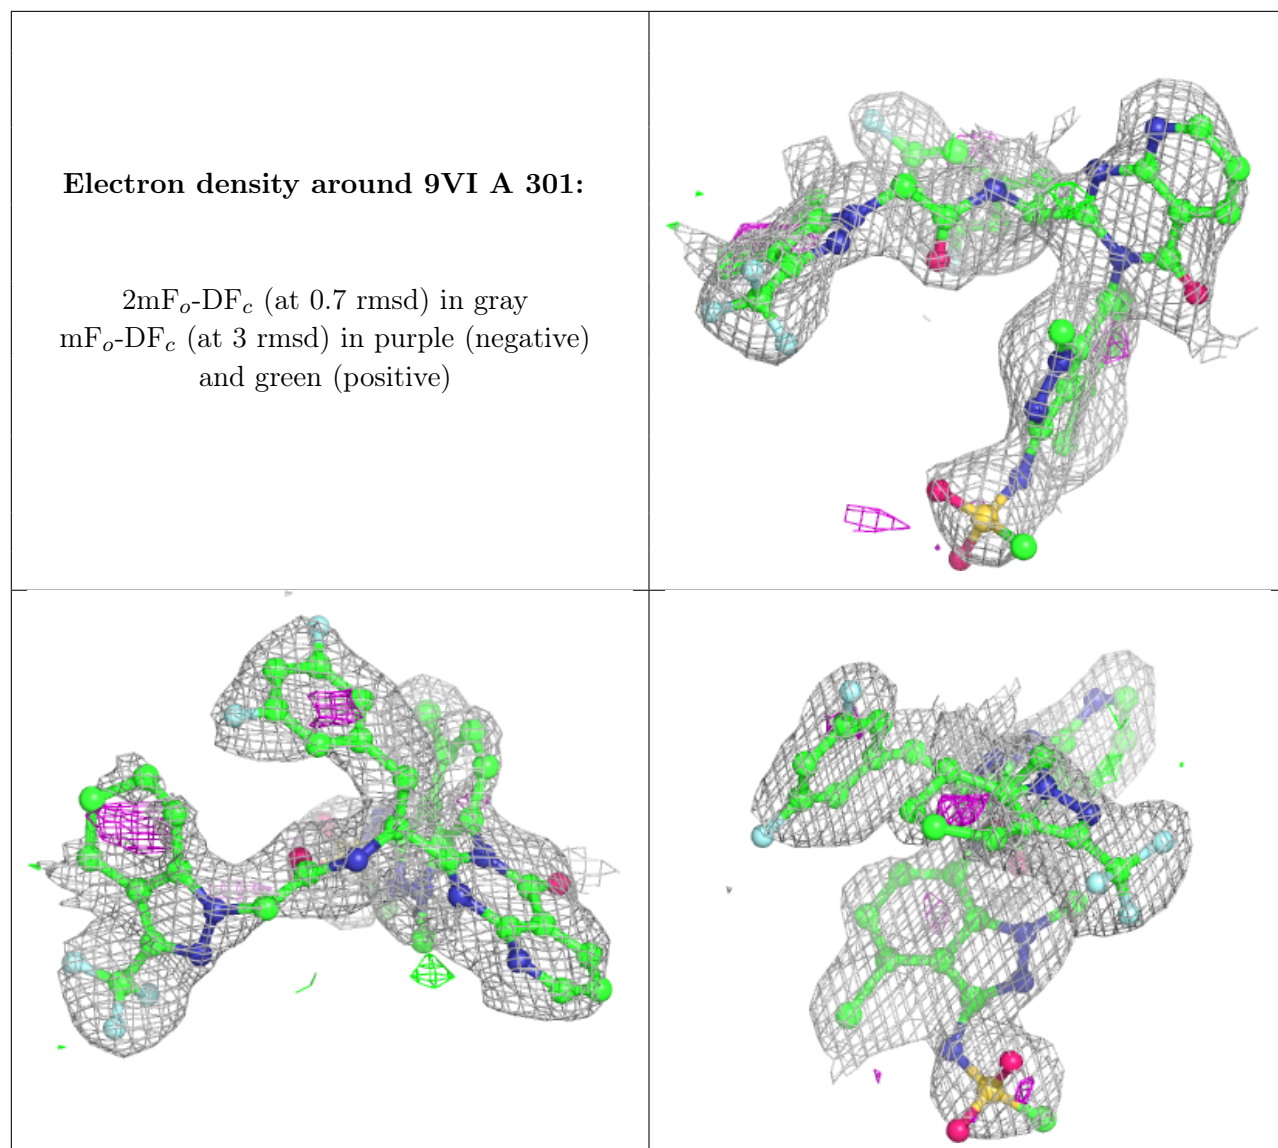 Electron density around 9VI A 301:
2mFo-DFc (at 0.7 rmsd) in gray
mFo-DFc (at 3 rmsd) in purple (negative)
and green (positive)